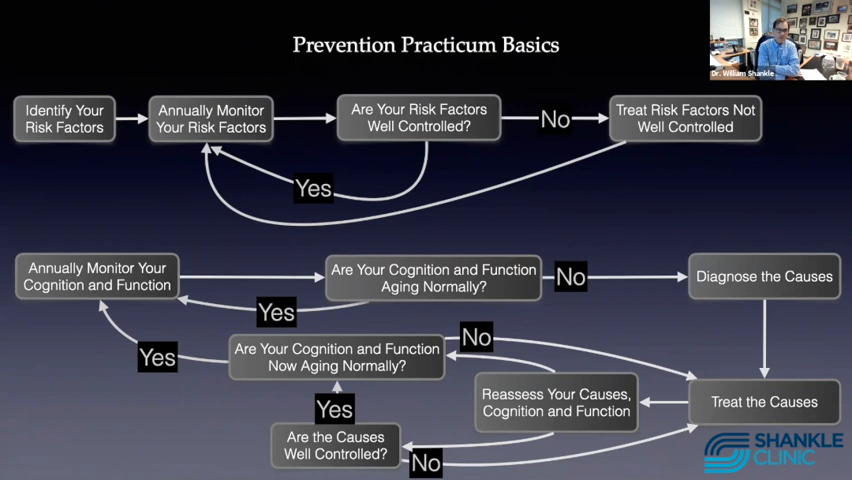 Prevention Practicum Basics
Dr. William Shankle
Identify Your
Risk Factors
Annually Monitor
Your Risk Factors
Are Your Risk Factors
Well Controlled?
No
Treat Risk Factors Not
Well Controlled
Yes
Annually Monitor Your
Cognition and Function
Are Your Cognition and Function
Aging Normally?
No
Diagnose the Causes
Yes
Yes
Are Your Cognition and Function
Now Aging Normally?
No
Reassess Your Causes,
Cognition and Function
Treat the Causes
Yes
Are the Causes
Well Controlled?
No
SHANKLE
CLINIC